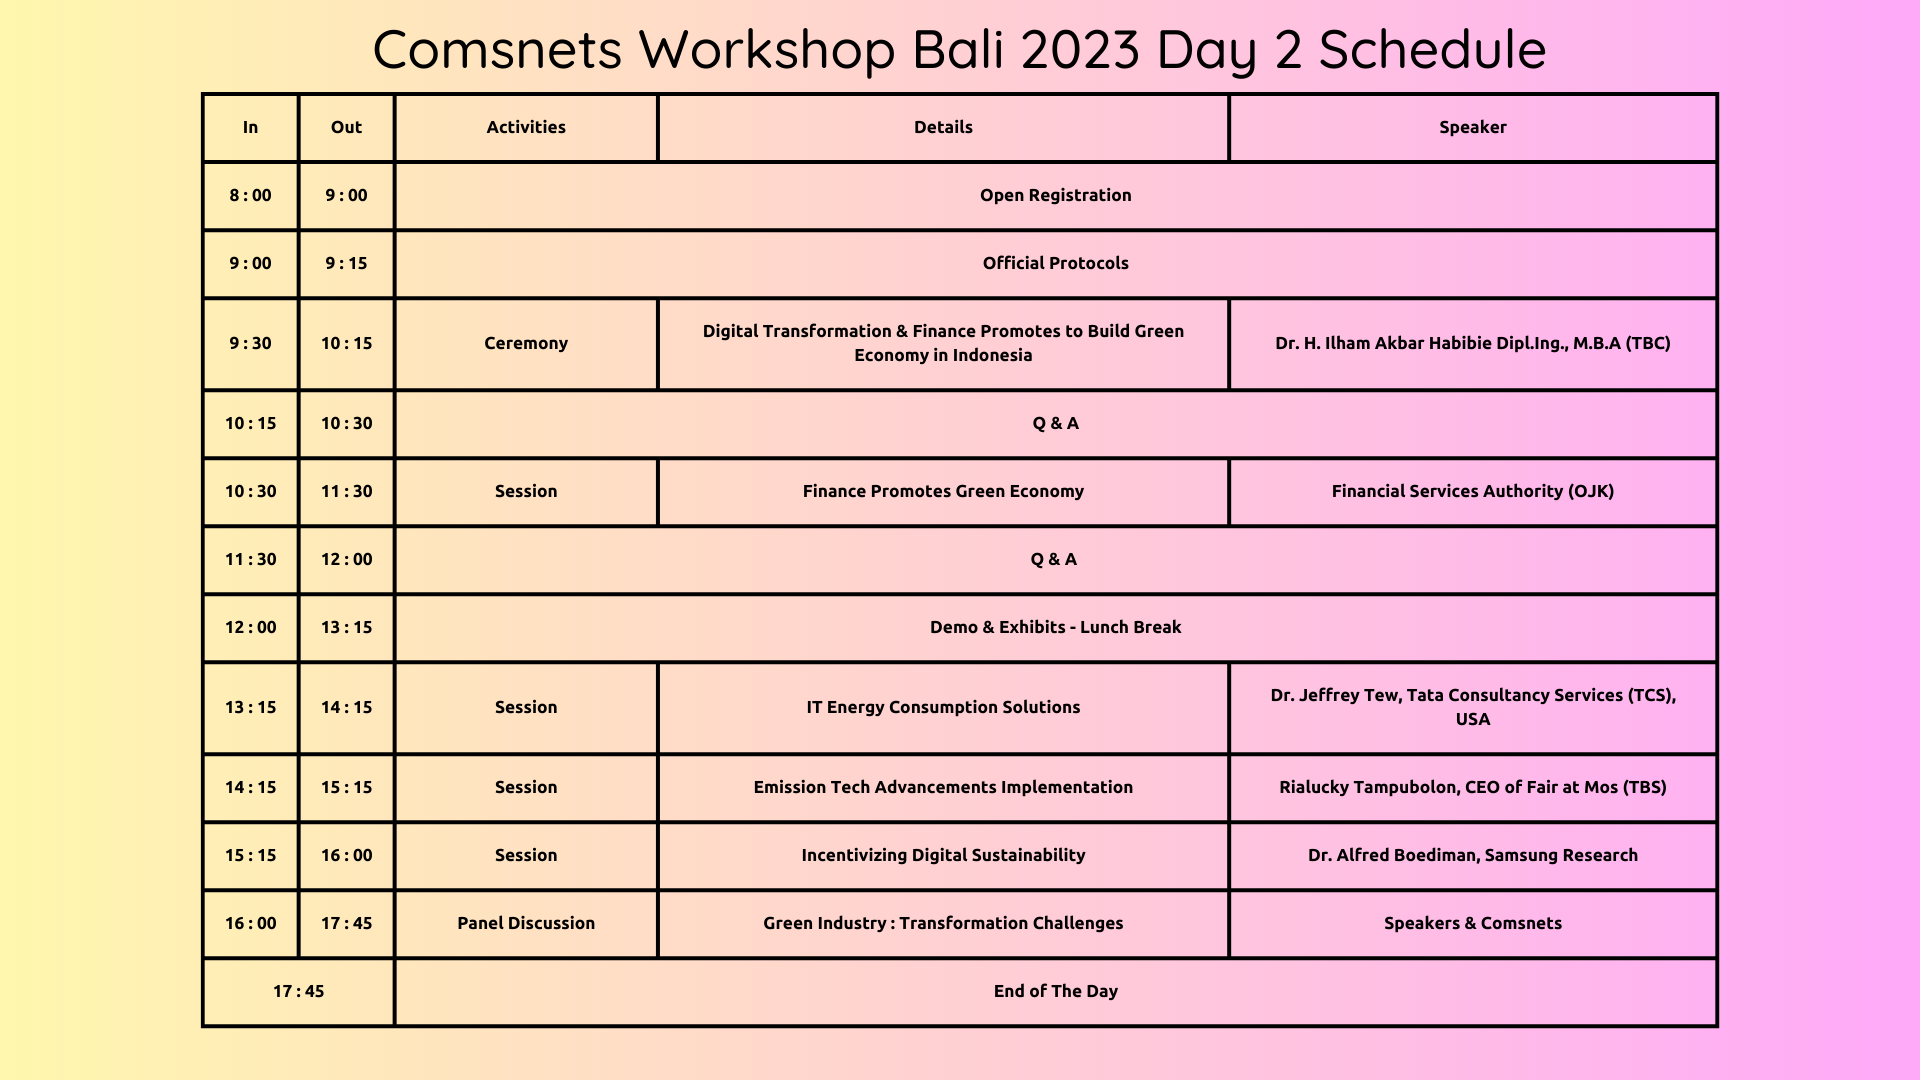 Comsnets Workshop Bali 2023 Day 2 Schedule
In Out Activities Details Speaker
8 : 00 9 : 00 Open Registration
9 : 00 9 : 15 Official Protocols
9 : 30 10 : 15 Ceremony Digital Transformation & Finance Promotes to Build Green
Economy in Indonesia Dr. H. Ilham Akbar Habibie Dipl.Ing., M.B.A (TBC)
10 : 15 10 : 30 Q & A
10 : 30 11 : 30 Session Finance Promotes Green Economy Financial Services Authority (OJK)
11 : 30 12 : 00 Q & A
12 : 00 13 : 15 Demo & Exhibits - Lunch Break
13 : 15 14 : 15 Session IT Energy Consumption Solutions Dr. Jeffrey Tew, Tata Consultancy Services (TCS),
USA
14 : 15 15 : 15 Session Emission Tech Advancements Implementation Rialucky Tampubolon, CEO of Fair at Mos (TBS)
15 : 15 16 : 00 Session Incentivizing Digital Sustainability Dr. Alfred Boediman, Samsung Research
16 : 00 17 : 45 Panel Discussion Green Industry : Transformation Challenges Speakers & Comsnets
17 : 45 End of The Day